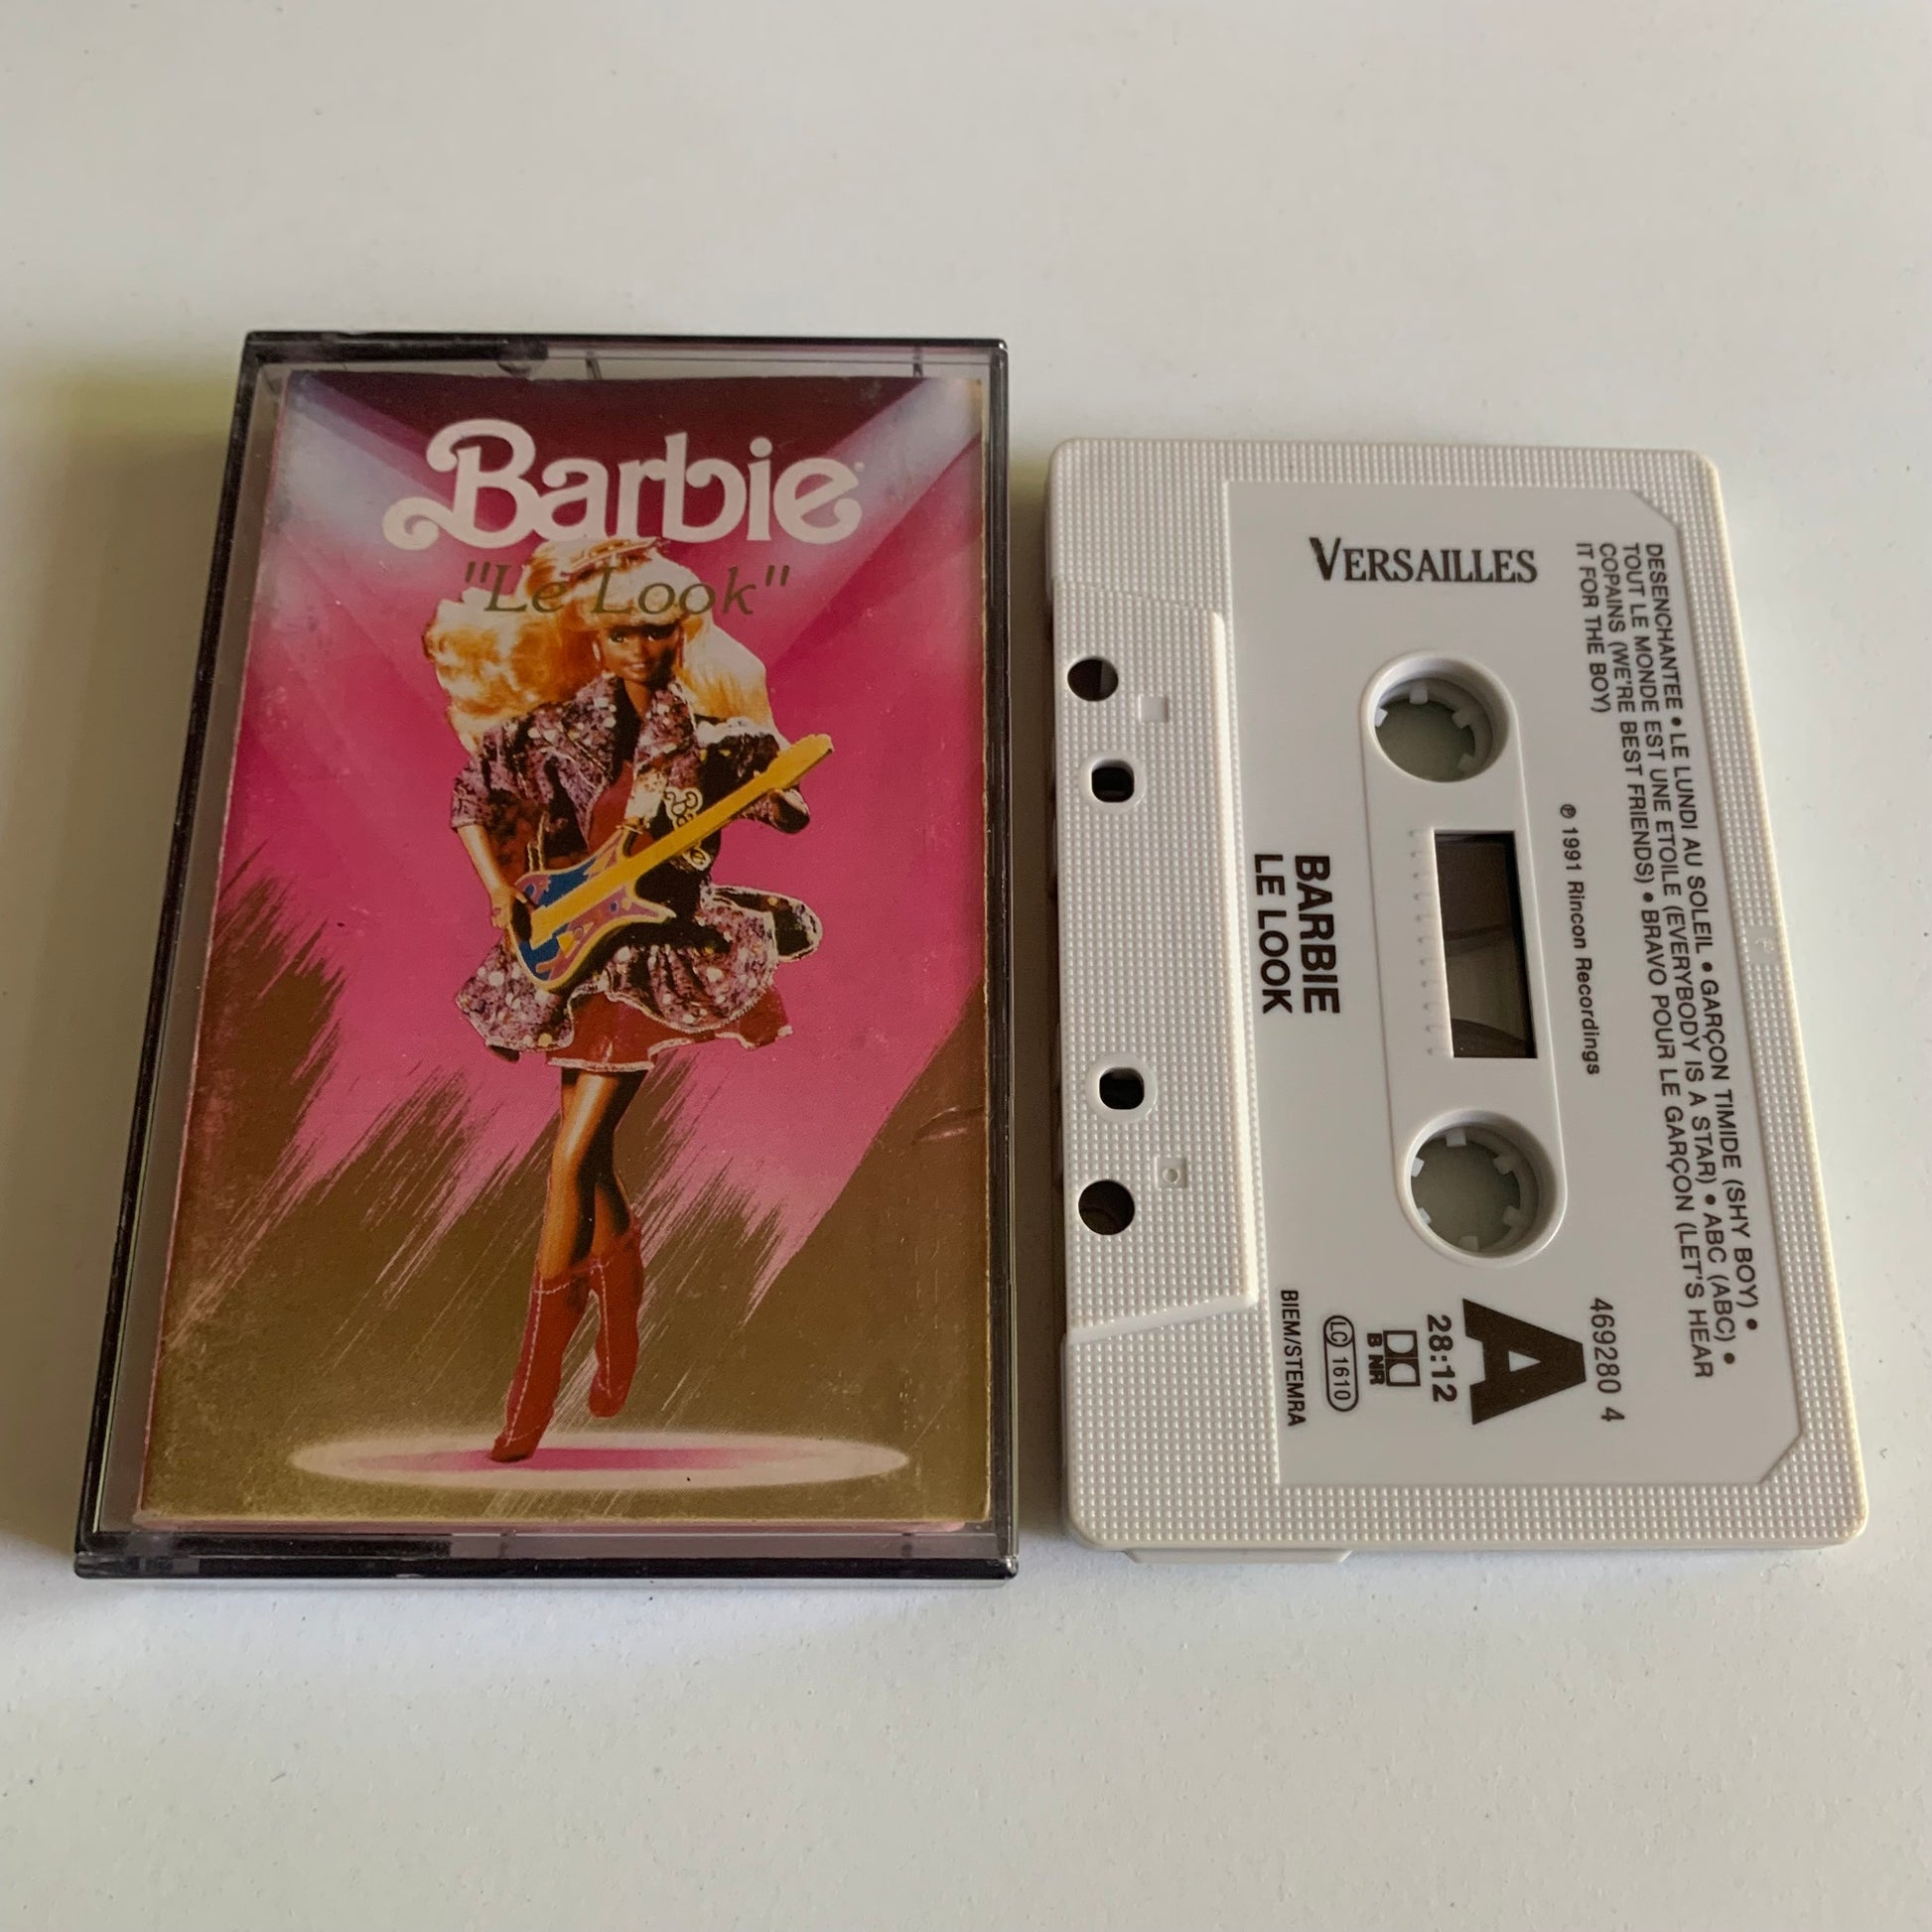 Barbie
"Le Look"
VERSAILLES
DESENCHANTEE • LE LUNDI AU SOLEIL • GARÇON TIMIDE (SHY BOY) •
TOUT LE MONDE EST UNE ETOILE (EVERYBODY IS A STAR) • ABC (ABC) •
COPAINS (WE'RE BEST FRIENDS) • BRAVO POUR LE GARÇON (LET'S HEAR
IT FOR THE BOY)
℗ 1991 Rincon Recordings
BARBIE
LE LOOK
469280 4
A
28:12
B NR
LC 1610
BIEM/STEMRA